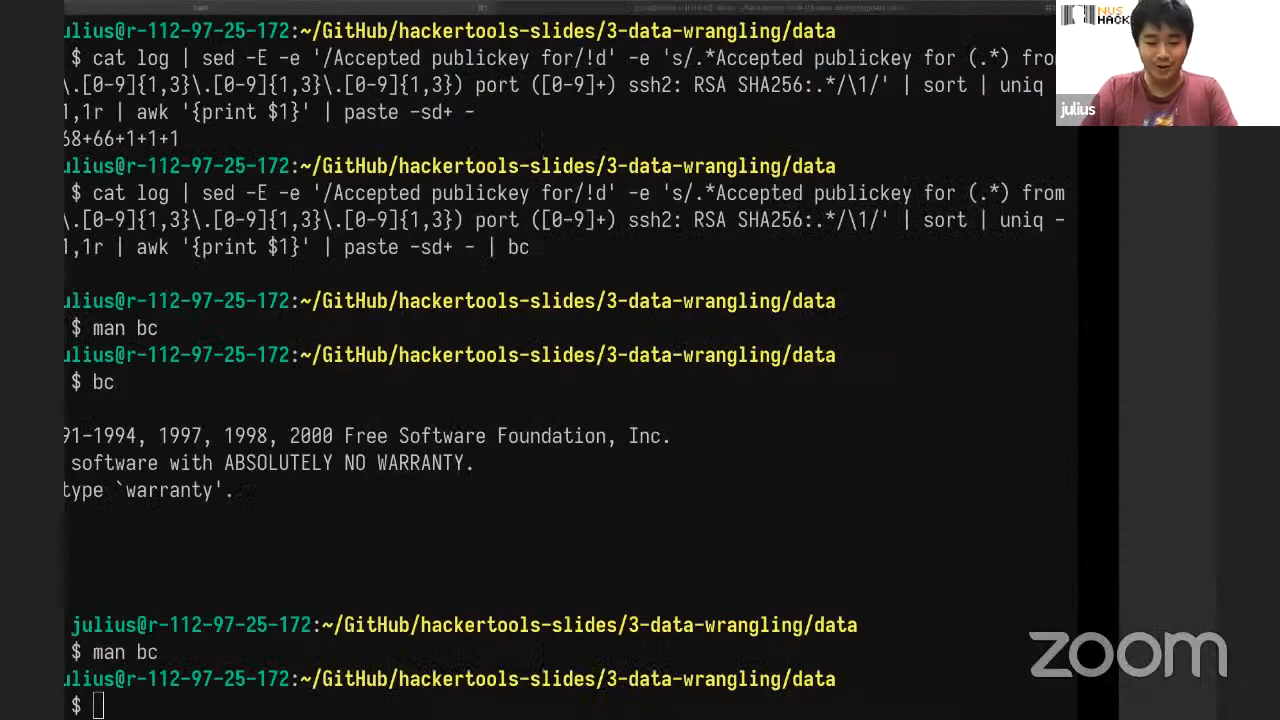 ulius@r-112-97-25-172:~/GitHub/hackertools-slides/3-data-wrangling/data
$ cat log | sed -E -e '/Accepted publickey for/!d' -e 's/.*Accepted publickey for (.*) from
\.[0-9]{1,3}\.[0-9]{1,3}\.[0-9]{1,3}) port ([0-9]+) ssh2: RSA SHA256:.*/\1/' | sort | uniq
1,1r | awk '{print $1}' | paste -sd+ -
68+66+1+1+1
ulius@r-112-97-25-172:~/GitHub/hackertools-slides/3-data-wrangling/data
$ cat log | sed -E -e '/Accepted publickey for/!d' -e 's/.*Accepted publickey for (.*) from
\.[0-9]{1,3}\.[0-9]{1,3}\.[0-9]{1,3}) port ([0-9]+) ssh2: RSA SHA256:.*/\1/' | sort | uniq -
1,1r | awk '{print $1}' | paste -sd+ - | bc
ulius@r-112-97-25-172:~/GitHub/hackertools-slides/3-data-wrangling/data
$ man bc
ulius@r-112-97-25-172:~/GitHub/hackertools-slides/3-data-wrangling/data
$ bc
91-1994, 1997, 1998, 2000 Free Software Foundation, Inc.
software with ABSOLUTELY NO WARRANTY.
type `warranty'.
julius@r-112-97-25-172:~/GitHub/hackertools-slides/3-data-wrangling/data
$ man bc
ulius@r-112-97-25-172:~/GitHub/hackertools-slides/3-data-wrangling/data
$
NUS
HACK
julius
zoom